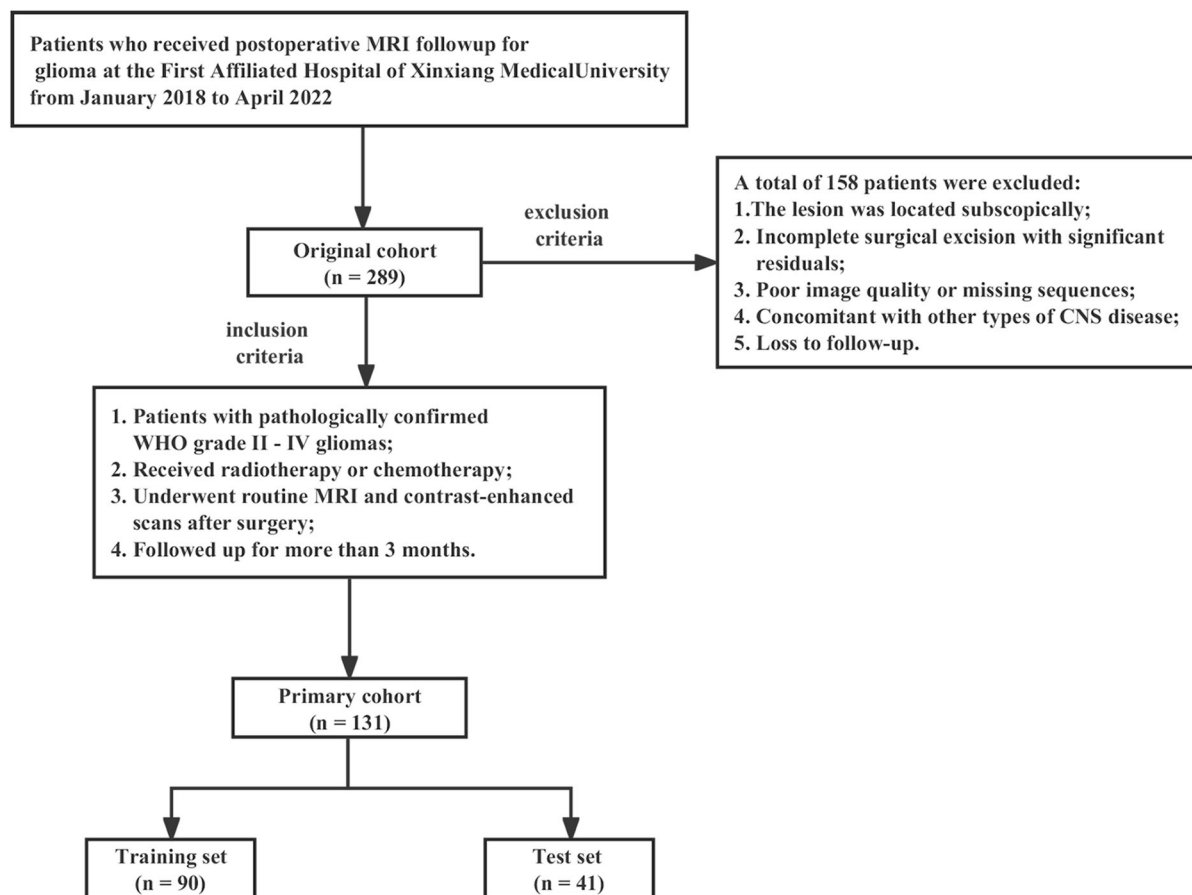 Patients who received postoperative MRI followup for
glioma at the First Affiliated Hospital of Xinxiang MedicalUniversity
from January 2018 to April 2022
Original cohort
(n = 289)
exclusion
criteria
A total of 158 patients were excluded:
1.The lesion was located subscopically;
2. Incomplete surgical excision with significant
residuals;
3. Poor image quality or missing sequences;
4. Concomitant with other types of CNS disease;
5. Loss to follow-up.
inclusion
criteria
1. Patients with pathologically confirmed
WHO grade II - IV gliomas;
2. Received radiotherapy or chemotherapy;
3. Underwent routine MRI and contrast-enhanced
scans after surgery;
4. Followed up for more than 3 months.
Primary cohort
(n = 131)
Training set
(n = 90)
Test set
(n = 41)